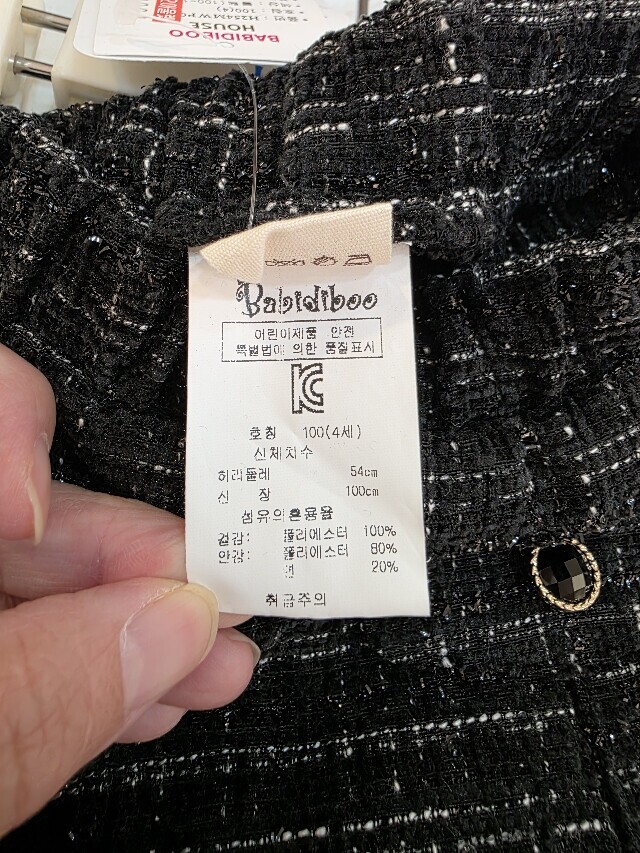 BABIDIEOO
HOUSE
Babidiboo
어린이제품 안전
특별법에 의한 품질표시
호칭 100(4세)
신체치수
허리둘레 54cm
신 장 100cm
섬유의혼용율
겉감: 폴리에스터 100%
안감: 폴리에스터 80%
면 20%
취급주의